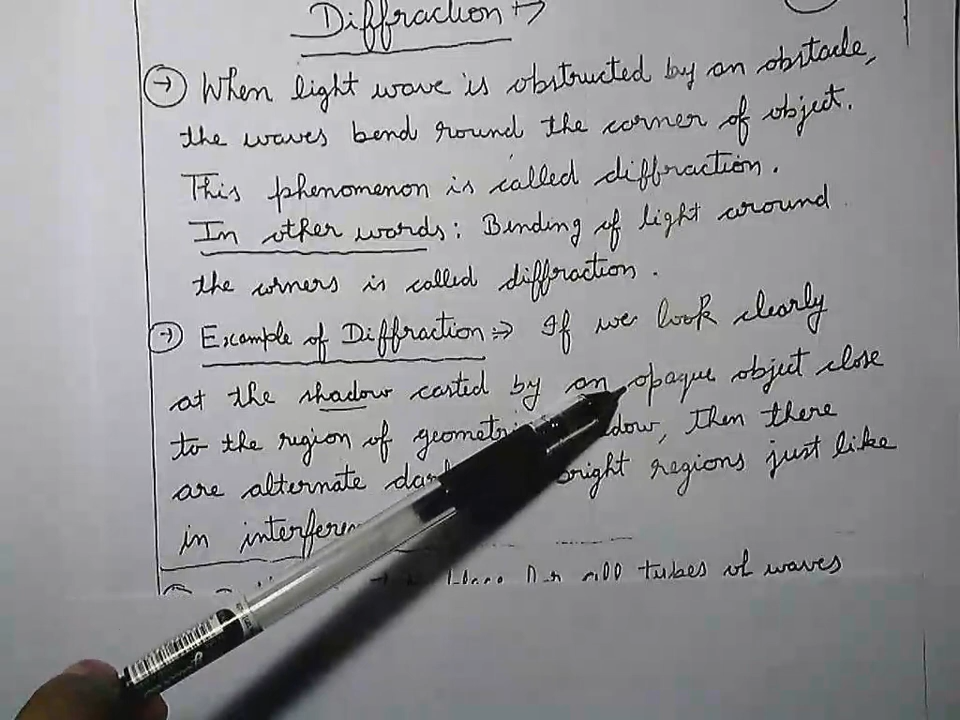 Diffraction →
→ When light wave is obstructed by an obstacle,
the waves bend round the corner of object.
This phenomenon is called diffraction.
In other words: Bending of light around
the corners is called diffraction.
→ Example of Diffraction :⇒ If we look clearly
at the shadow casted by an opaque object close
to the region of geometri dow, then there
are alternate dar bright regions just like
in interfere
all types of waves